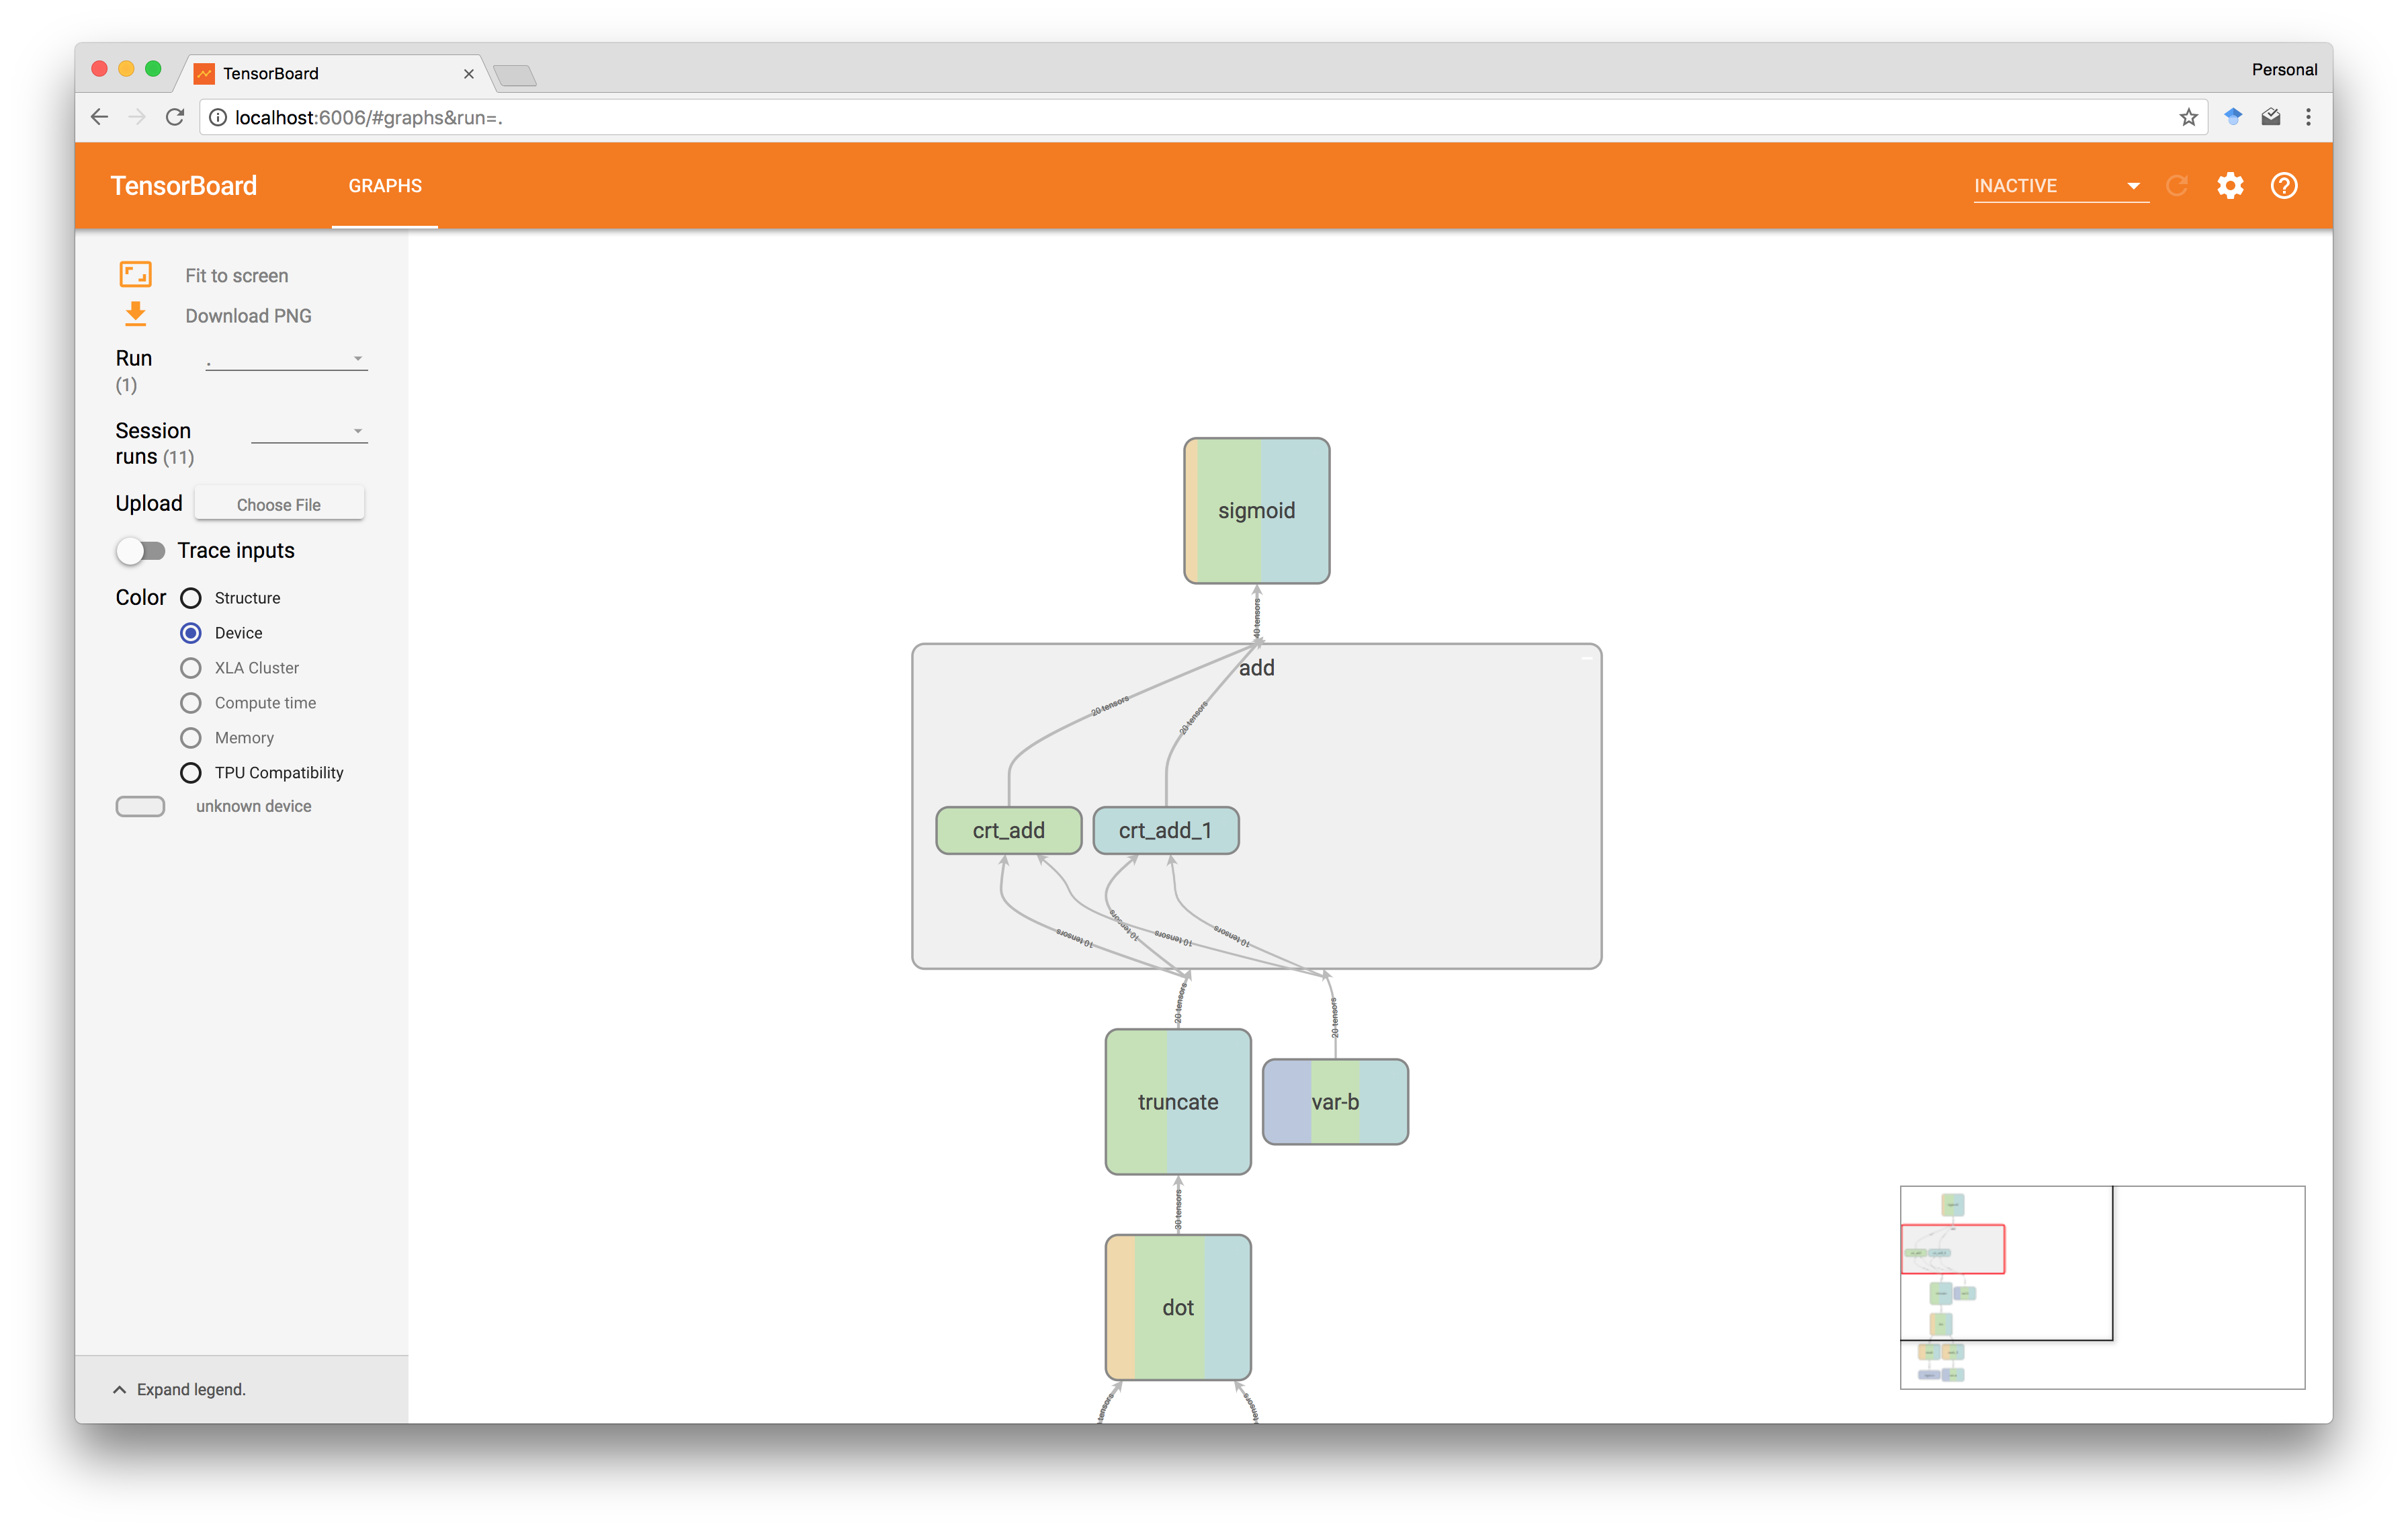 TensorBoard
Personal
localhost:6006/#graphs&run=.
TensorBoard
GRAPHS
INACTIVE
Fit to screen
Download PNG
Run
.
(1)
Session
runs (11)
Upload
Choose File
Trace inputs
Color
Structure
Device
XLA Cluster
Compute time
Memory
TPU Compatibility
unknown device
Expand legend.
sigmoid
40 tensors
add
20 tensors
20 tensors
crt_add
crt_add_1
10 tensors
10 tensors
10 tensors
10 tensors
20 tensors
20 tensors
truncate
var-b
30 tensors
dot
tensors
tensors